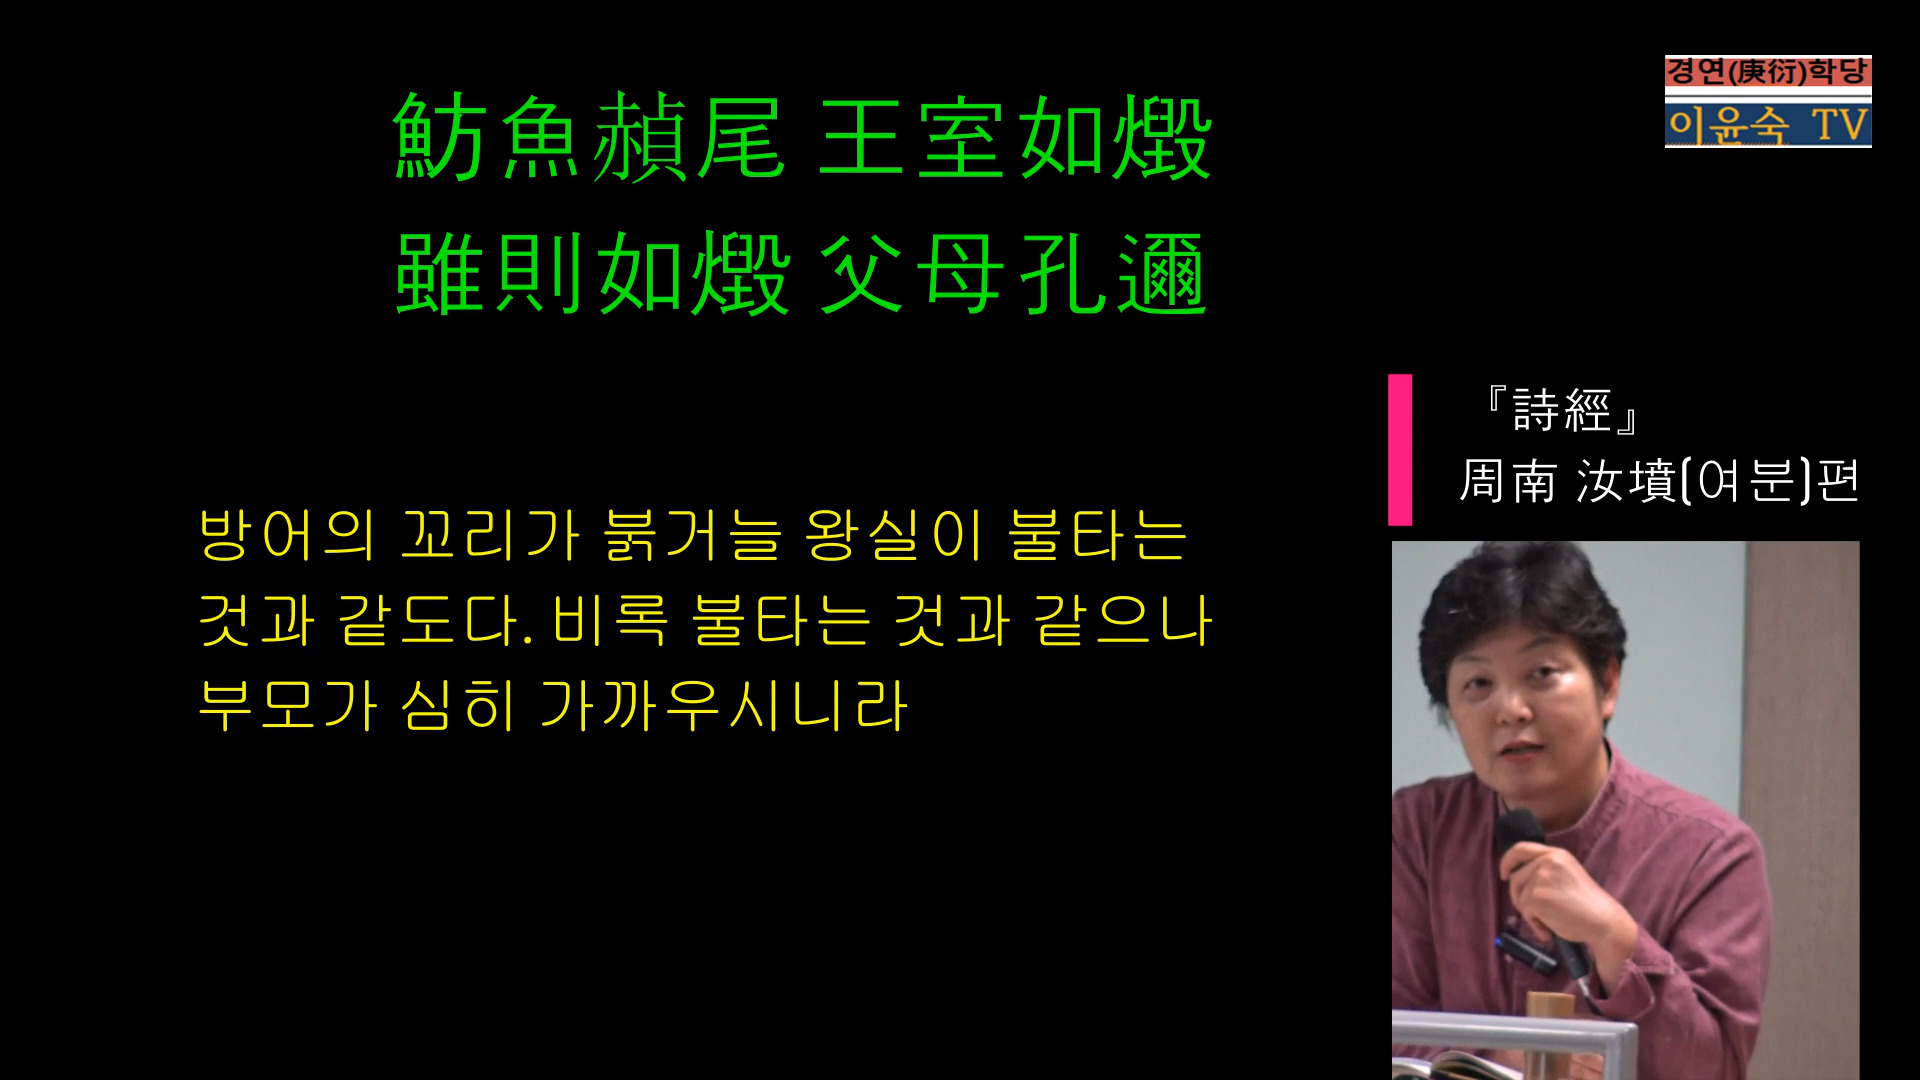 魴魚赬尾 王室如燬
雖則如燬 父母孔邇
방어의 꼬리가 붉거늘 왕실이 불타는
것과 같도다. 비록 불타는 것과 같으나
부모가 심히 가까우시니라
경연(庚衍)학당
이윤숙 TV
『詩經』
周南 汝墳(여분)편